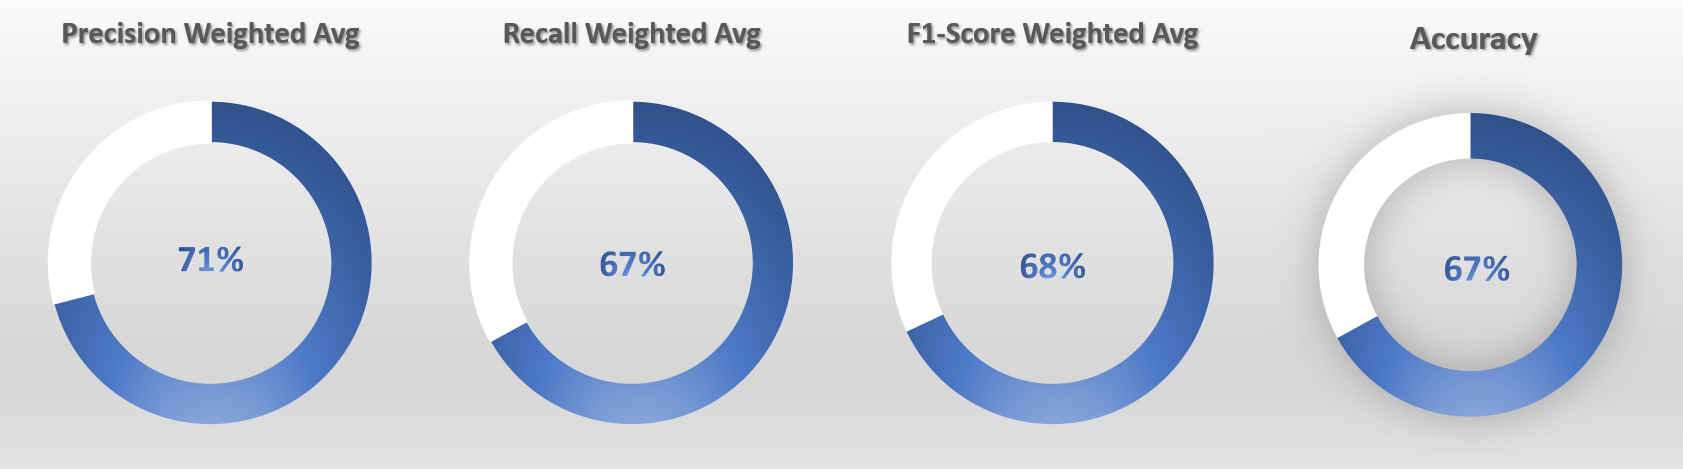 Precision Weighted Avg
Recall Weighted Avg
F1-Score Weighted Avg
Accuracy
71%
67%
68%
67%